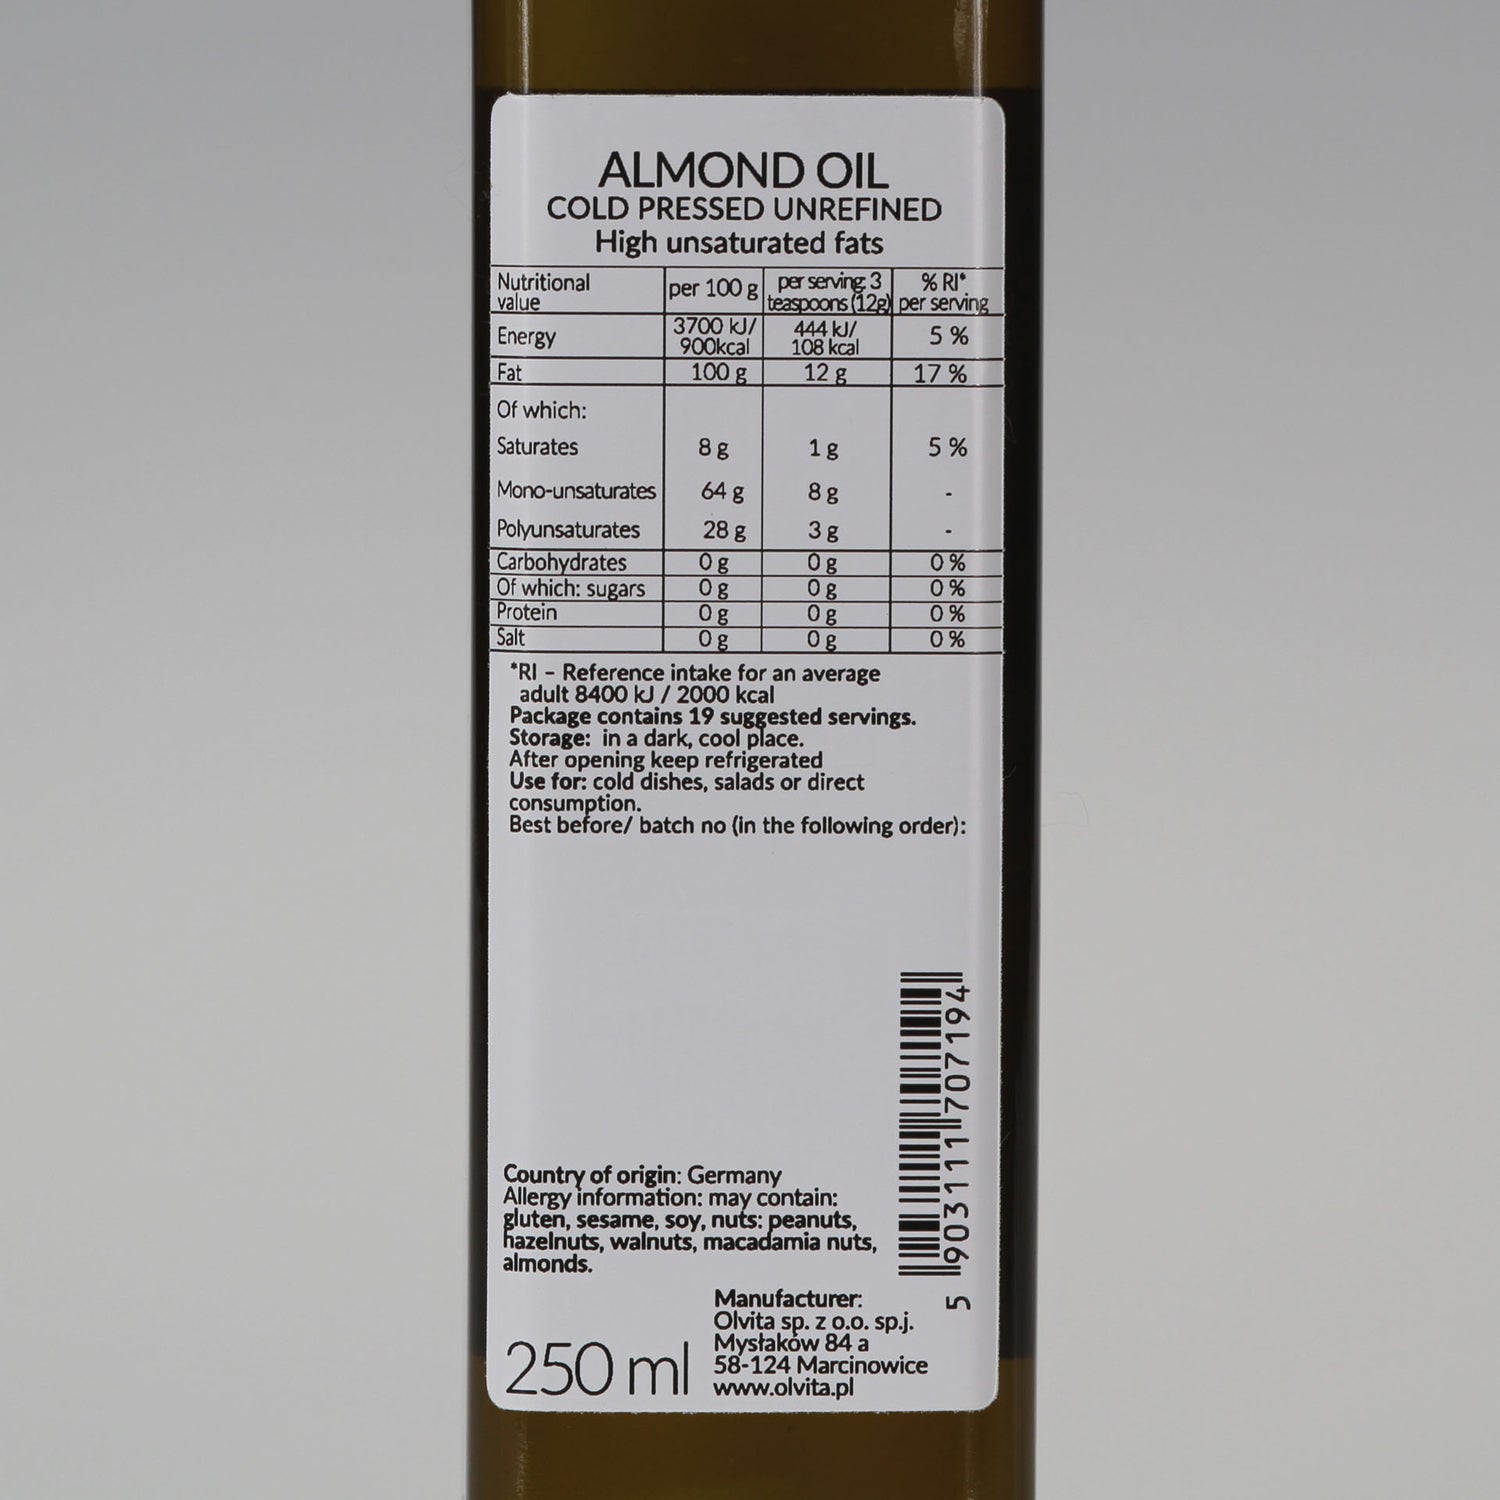 ALMOND OIL
COLD PRESSED UNREFINED
High unsaturated fats
Nutritional value per 100 g per serving: 3 teaspoons (12g) % RI* per serving
Energy 3700 kJ/ 900kcal 444 kJ/ 108 kcal 5 %
Fat 100 g 12 g 17 %
Of which:
Saturates 8 g 1 g 5 %
Mono-unsaturates 64 g 8 g -
Polyunsaturates 28 g 3 g -
Carbohydrates 0 g 0 g 0 %
Of which: sugars 0 g 0 g 0 %
Protein 0 g 0 g 0 %
Salt 0 g 0 g 0 %
*RI – Reference intake for an average
adult 8400 kJ / 2000 kcal
Package contains 19 suggested servings.
Storage: in a dark, cool place.
After opening keep refrigerated
Use for: cold dishes, salads or direct
consumption.
Best before/ batch no (in the following order):
5 903111 707194
Country of origin: Germany
Allergy information: may contain:
gluten, sesame, soy, nuts: peanuts,
hazelnuts, walnuts, macadamia nuts,
almonds.
250 ml
Manufacturer:
Olvita sp. z o.o. sp.j.
Mysłaków 84 a
58-124 Marcinowice
www.olvita.pl